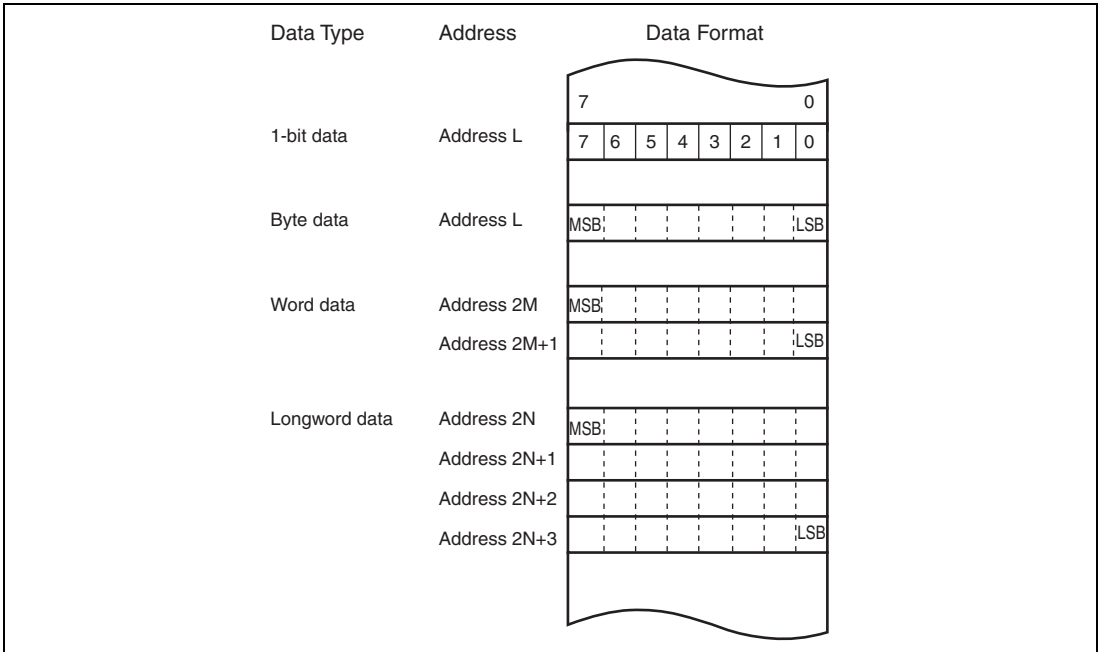 Data Type Address Data Format
7 0
1-bit data Address L 7 6 5 4 3 2 1 0
Byte data Address L MSB LSB
Word data Address 2M MSB
Address 2M+1 LSB
Longword data Address 2N MSB
Address 2N+1
Address 2N+2
Address 2N+3 LSB